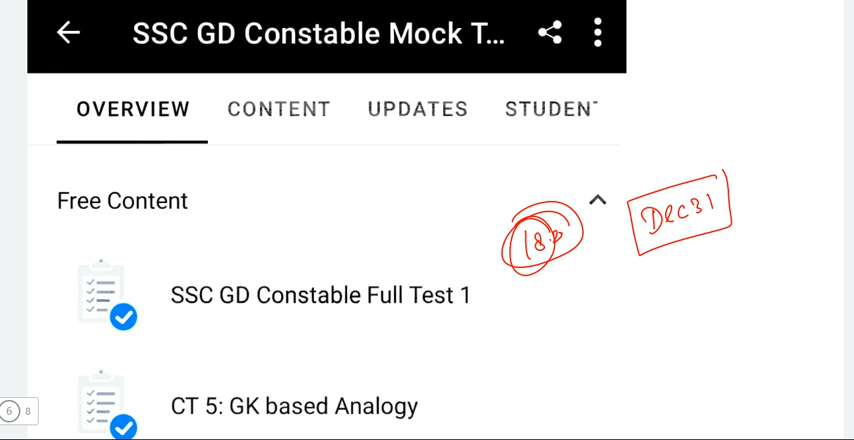 SSC GD Constable Mock T...
OVERVIEW CONTENT UPDATES STUDENT
Free Content
Dec 31
SSC GD Constable Full Test 1
CT 5: GK based Analogy
6 8